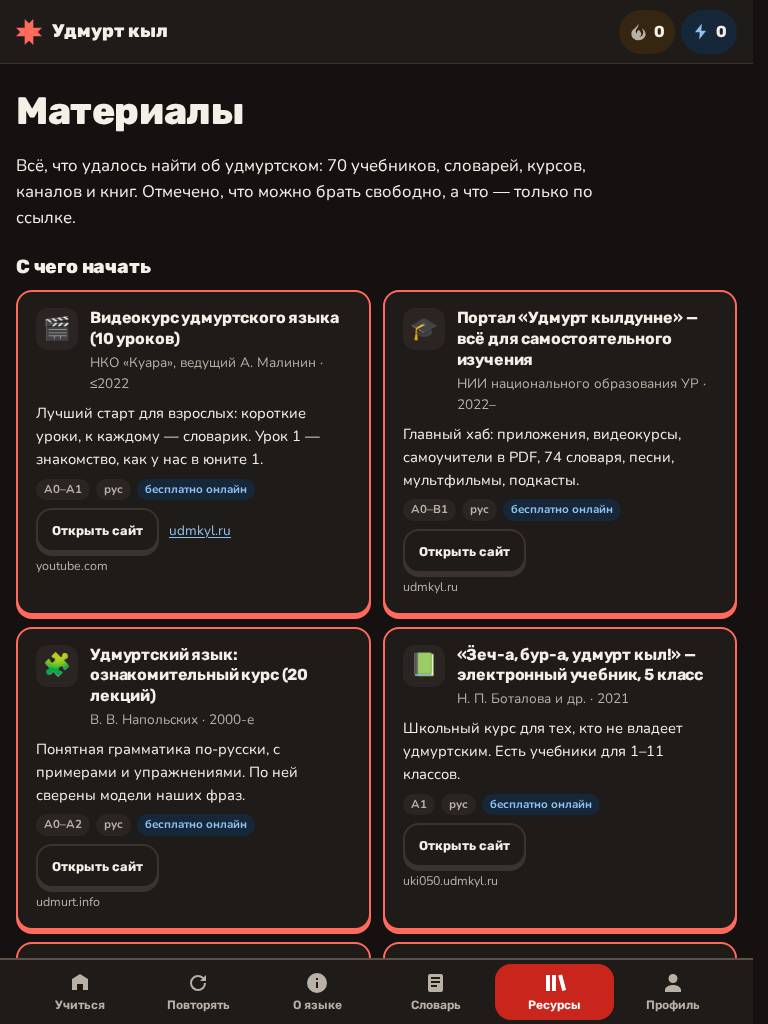 Удмурт кыл
0
0
Материалы
Всё, что удалось найти об удмуртском: 70 учебников, словарей, курсов,
каналов и книг. Отмечено, что можно брать свободно, а что — только по
ссылке.
С чего начать
Видеокурс удмуртского языка
(10 уроков)
НКО «Куара», ведущий А. Малинин ·
≤2022
Лучший старт для взрослых: короткие
уроки, к каждому — словарик. Урок 1 —
знакомство, как у нас в юните 1.
A0–A1 рус бесплатно онлайн
Открыть сайт udmkyl.ru
youtube.com
Портал «Удмурт кылдунне» —
всё для самостоятельного
изучения
НИИ национального образования УР ·
2022–
Главный хаб: приложения, видеокурсы,
самоучители в PDF, 74 словаря, песни,
мультфильмы, подкасты.
A0–B1 рус бесплатно онлайн
Открыть сайт
udmkyl.ru
Удмуртский язык:
ознакомительный курс (20
лекций)
В. В. Напольских · 2000-е
Понятная грамматика по-русски, с
примерами и упражнениями. По ней
сверены модели наших фраз.
A0–A2 рус бесплатно онлайн
Открыть сайт
udmurt.info
«Ӟеч-а, бур-а, удмурт кыл!» —
электронный учебник, 5 класс
Н. П. Боталова и др. · 2021
Школьный курс для тех, кто не владеет
удмуртским. Есть учебники для 1–11
классов.
A1 рус бесплатно онлайн
Открыть сайт
uki050.udmkyl.ru
Учиться
Повторять
О языке
Словарь
Ресурсы
Профиль